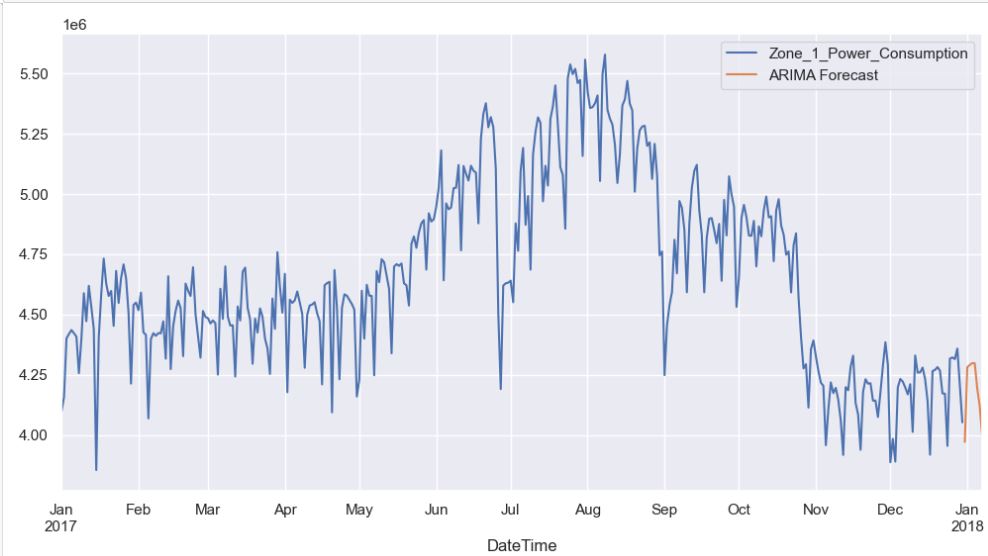 1e6
Zone_1_Power_Consumption
ARIMA Forecast
5.50
5.25
5.00
4.75
4.50
4.25
4.00
Jan Feb Mar Apr May Jun Jul Aug Sep Oct Nov Dec Jan
2017 2018
DateTime